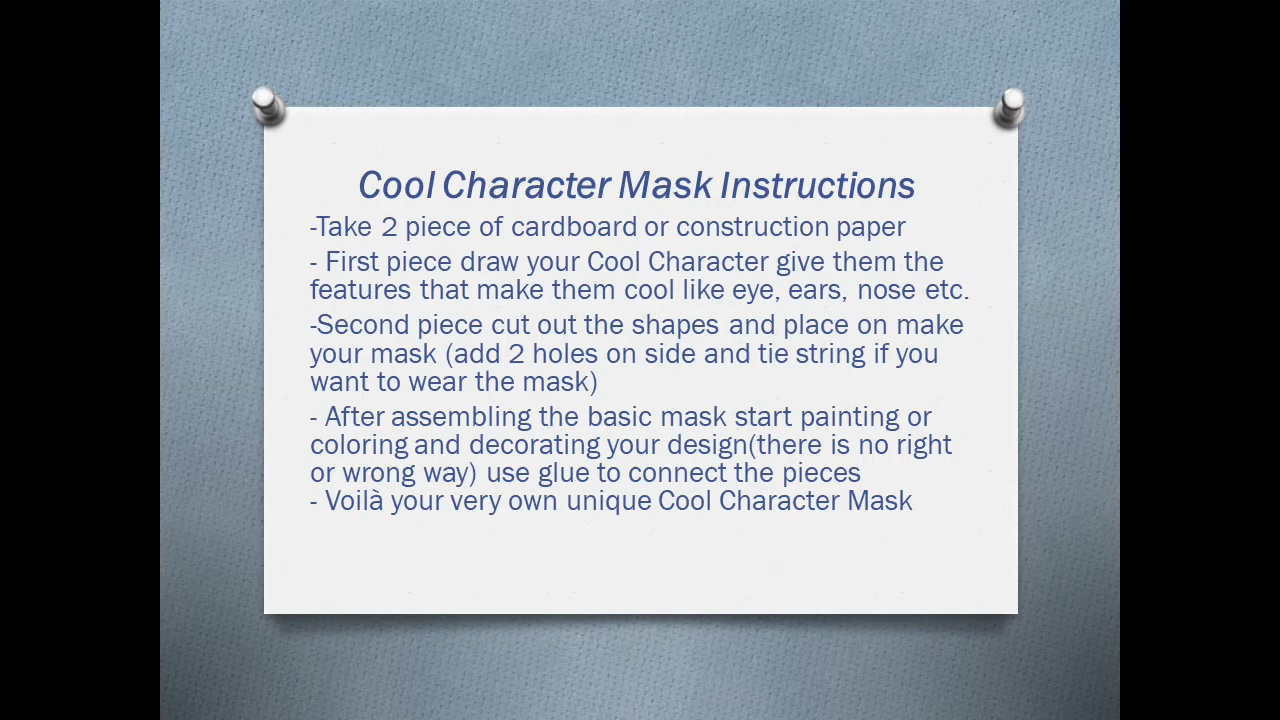 Cool Character Mask Instructions
-Take 2 piece of cardboard or construction paper
- First piece draw your Cool Character give them the
features that make them cool like eye, ears, nose etc.
-Second piece cut out the shapes and place on make
your mask (add 2 holes on side and tie string if you
want to wear the mask)
- After assembling the basic mask start painting or
coloring and decorating your design(there is no right
or wrong way) use glue to connect the pieces
- Voilà your very own unique Cool Character Mask